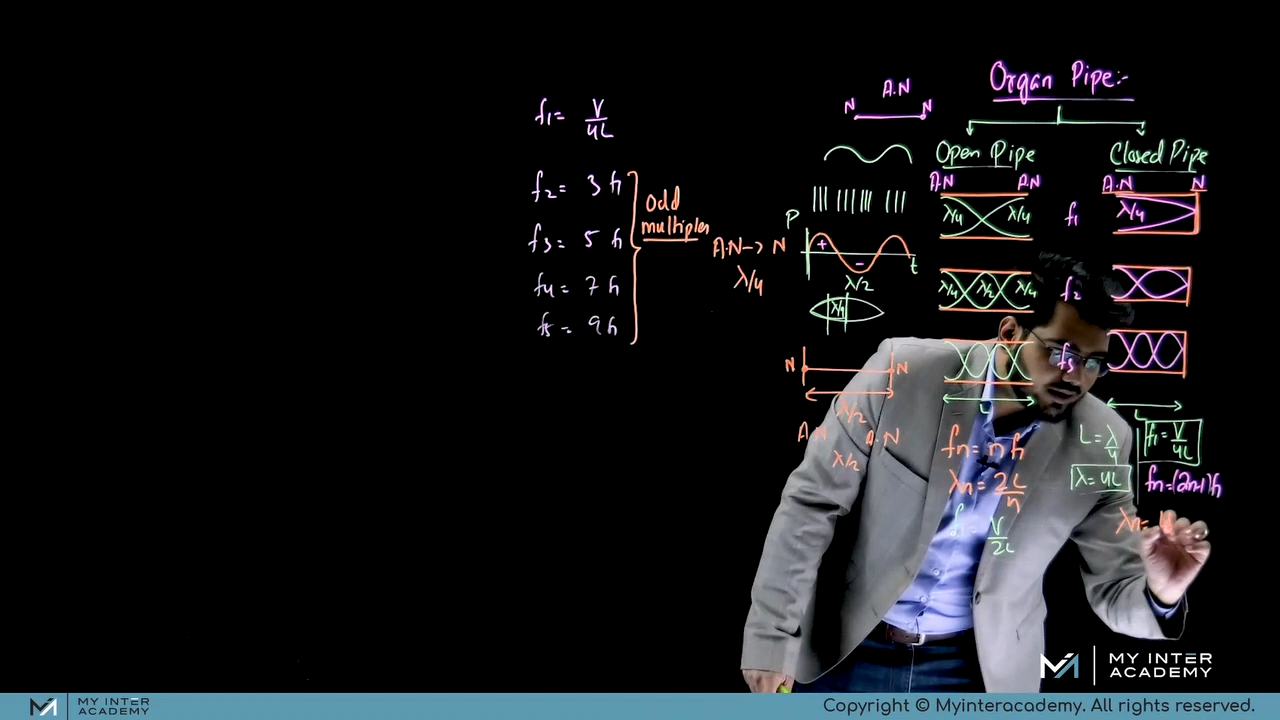 Organ Pipe:-
Open Pipe
Closed Pipe
A.N
N N
A.N A.N
A.N N
λ/4 λ/4
f1
λ/4
λ/4 λ/2 λ/4
f2
f3
L
L
fn = n f1
λn = 2L/n
f1 = V/2L
L = λ/4
λ = 4L
f1 = V/4L
fn = (2n-1) f1
λn =
P
+
-
t
λ/2
λ/4
N N
λ/2
A.N A.N
λ/2
f1 = V/4L
f2 = 3 f1
f3 = 5 f1
f4 = 7 f1
f5 = 9 f1
Odd
multiples
A.N -> N
λ/4
MY INTER
ACADEMY
MY INTER
ACADEMY
Copyright © Myinteracademy. All rights reserved.